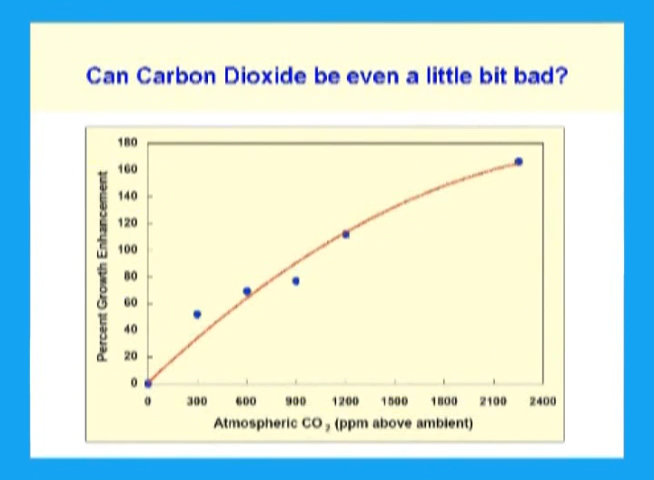 Can Carbon Dioxide be even a little bit bad?
180
160
140
120
100
80
60
40
20
0
Percent Growth Enhancement
0 300 600 900 1200 1500 1800 2100 2400
Atmospheric CO₂ (ppm above ambient)